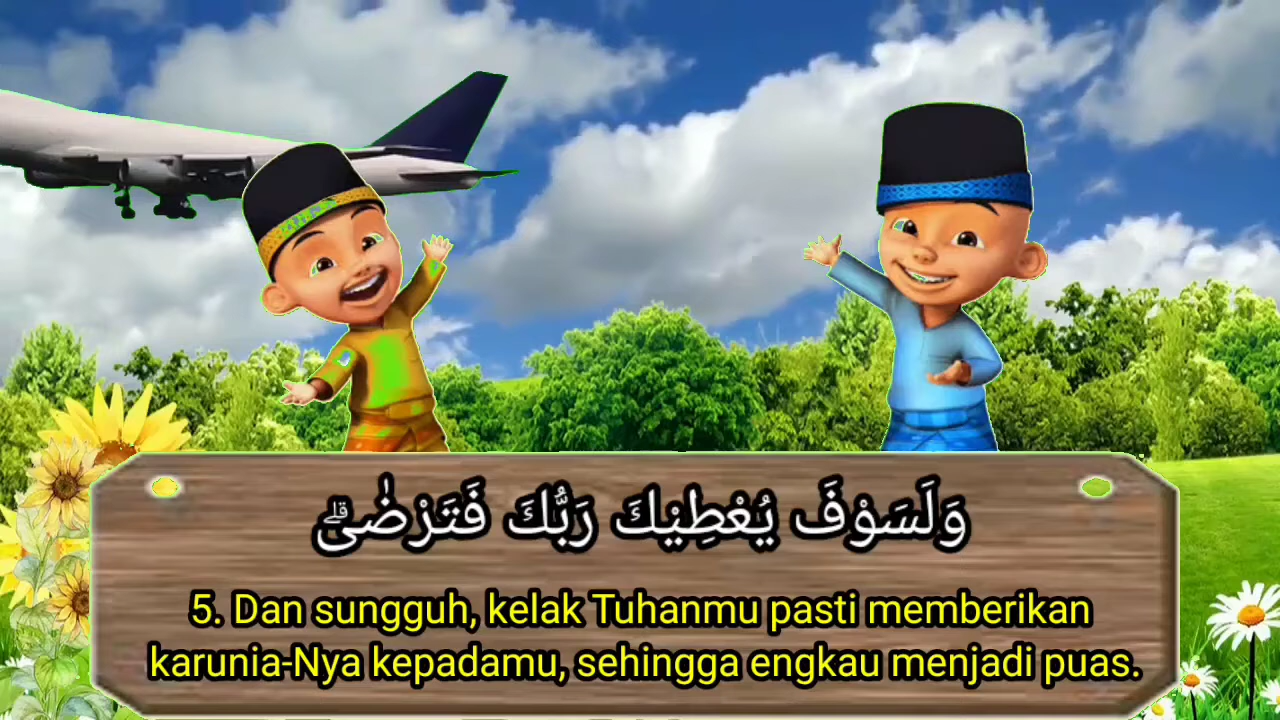 وَلَسَوْفَ يُعْطِيْكَ رَبُّكَ فَتَرْضٰىۗ
5. Dan sungguh, kelak Tuhanmu pasti memberikan
karunia-Nya kepadamu, sehingga engkau menjadi puas.